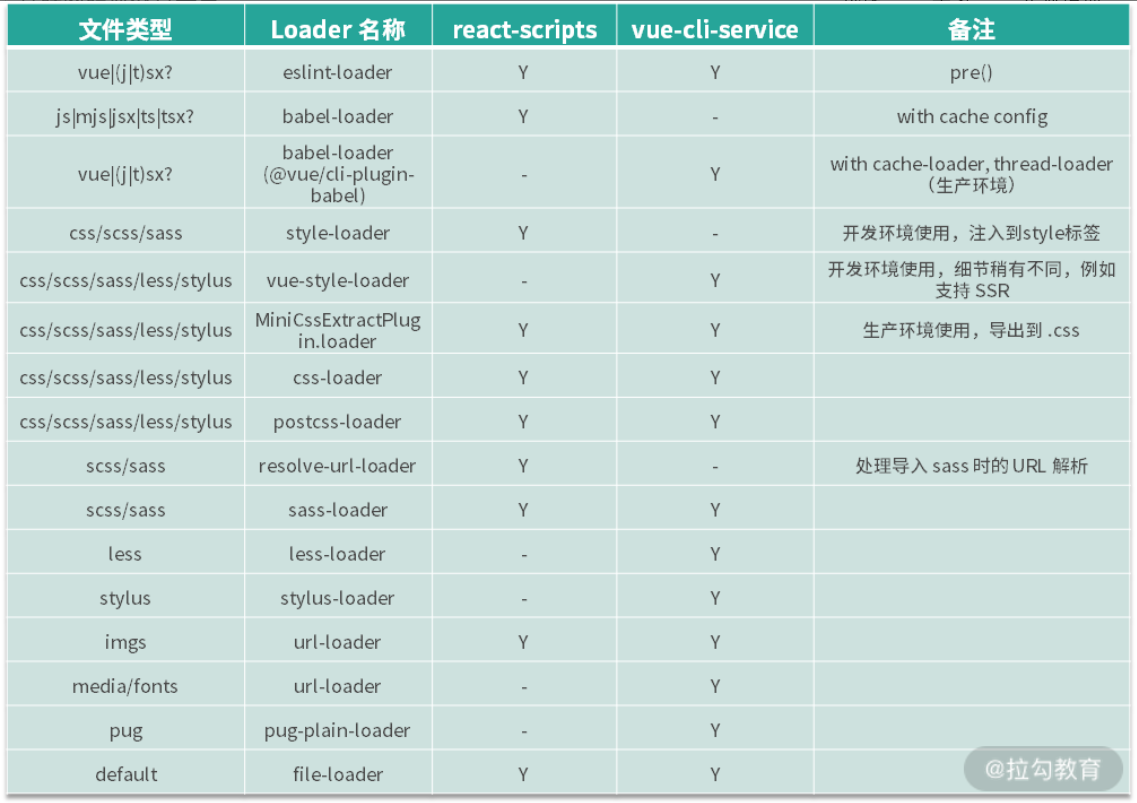 文件类型 Loader 名称 react-scripts vue-cli-service 备注
vue|(j|t)sx? eslint-loader Y Y pre()
js|mjs|jsx|ts|tsx? babel-loader Y - with cache config
vue|(j|t)sx? babel-loader (@vue/cli-plugin-babel) - Y with cache-loader, thread-loader（生产环境）
css/scss/sass style-loader Y - 开发环境使用，注入到style标签
css/scss/sass/less/stylus vue-style-loader - Y 开发环境使用，细节稍有不同，例如支持 SSR
css/scss/sass/less/stylus MiniCssExtractPlugin.loader Y Y 生产环境使用，导出到 .css
css/scss/sass/less/stylus css-loader Y Y
css/scss/sass/less/stylus postcss-loader Y Y
scss/sass resolve-url-loader Y - 处理导入 sass 时的 URL 解析
scss/sass sass-loader Y Y
less less-loader - Y
stylus stylus-loader - Y
imgs url-loader Y Y
media/fonts url-loader - Y
pug pug-plain-loader - Y
default file-loader Y Y
@拉勾教育